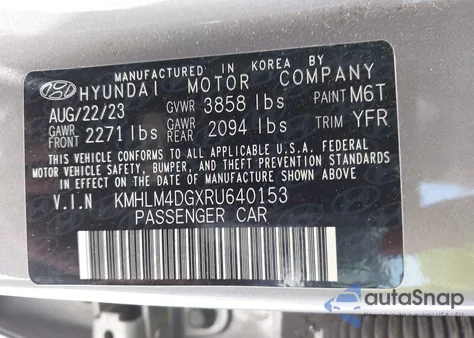 MANUFACTURED IN KOREA BY
HYUNDAI MOTOR COMPANY
AUG/22/23 GVWR 3858 lbs PAINT M6T
GAWR FRONT 2271 lbs GAWR REAR 2094 lbs TRIM YFR
THIS VEHICLE CONFORMS TO ALL APPLICABLE U.S.A. FEDERAL
MOTOR VEHICLE SAFETY, BUMPER, AND THEFT PREVENTION
STANDARDS IN EFFECT ON THE DATE OF MANUFACTURE
SHOWN ABOVE.
V.I.N KMHLM4DGXRU640153
PASSENGER CAR
autoSnap